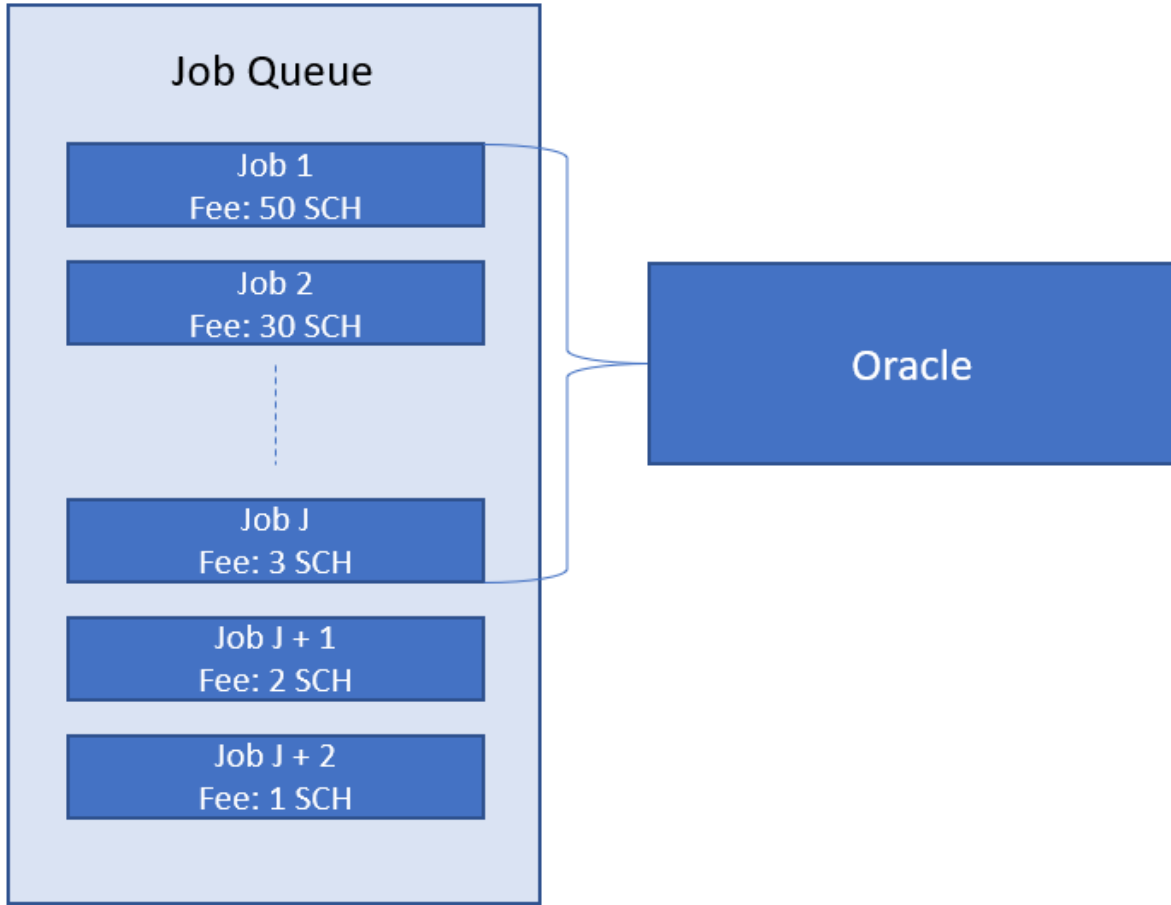 Job Queue
Job 1
Fee: 50 SCH
Job 2
Fee: 30 SCH
Job J
Fee: 3 SCH
Job J + 1
Fee: 2 SCH
Job J + 2
Fee: 1 SCH
Oracle